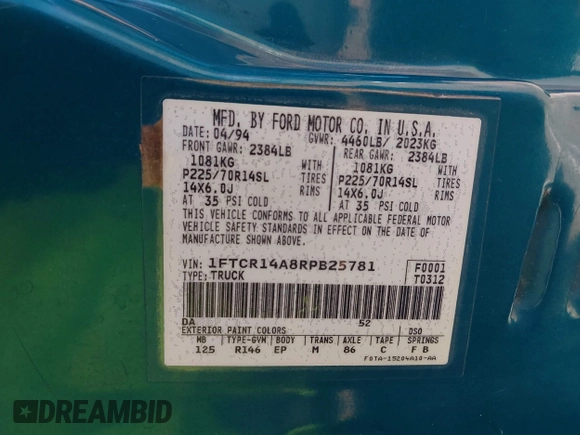 MFD. BY FORD MOTOR CO. IN U.S.A.
DATE: 04/94 GVWR: 4460LB/ 2023KG
FRONT GAWR: 2384LB REAR GAWR: 2384LB
1081KG WITH 1081KG WITH
P225/70R14SL TIRES P225/70R14SL TIRES
14X6.0J RIMS 14X6.0J RIMS
AT 35 PSI COLD AT 35 PSI COLD
THIS VEHICLE CONFORMS TO ALL APPLICABLE FEDERAL MOTOR
VEHICLE SAFETY STANDARDS IN EFFECT ON THE DATE OF
MANUFACTURE SHOWN ABOVE.
VIN: 1FTCR14A8RPB25781 F0001
TYPE: TRUCK T0312
DA 52
EXTERIOR PAINT COLORS DSO
WB TYPE-GVW BODY TRANS AXLE TAPE SPRINGS
125 R146 EP M 86 C F B
F0TA-15204A10-AA
DREAMBID